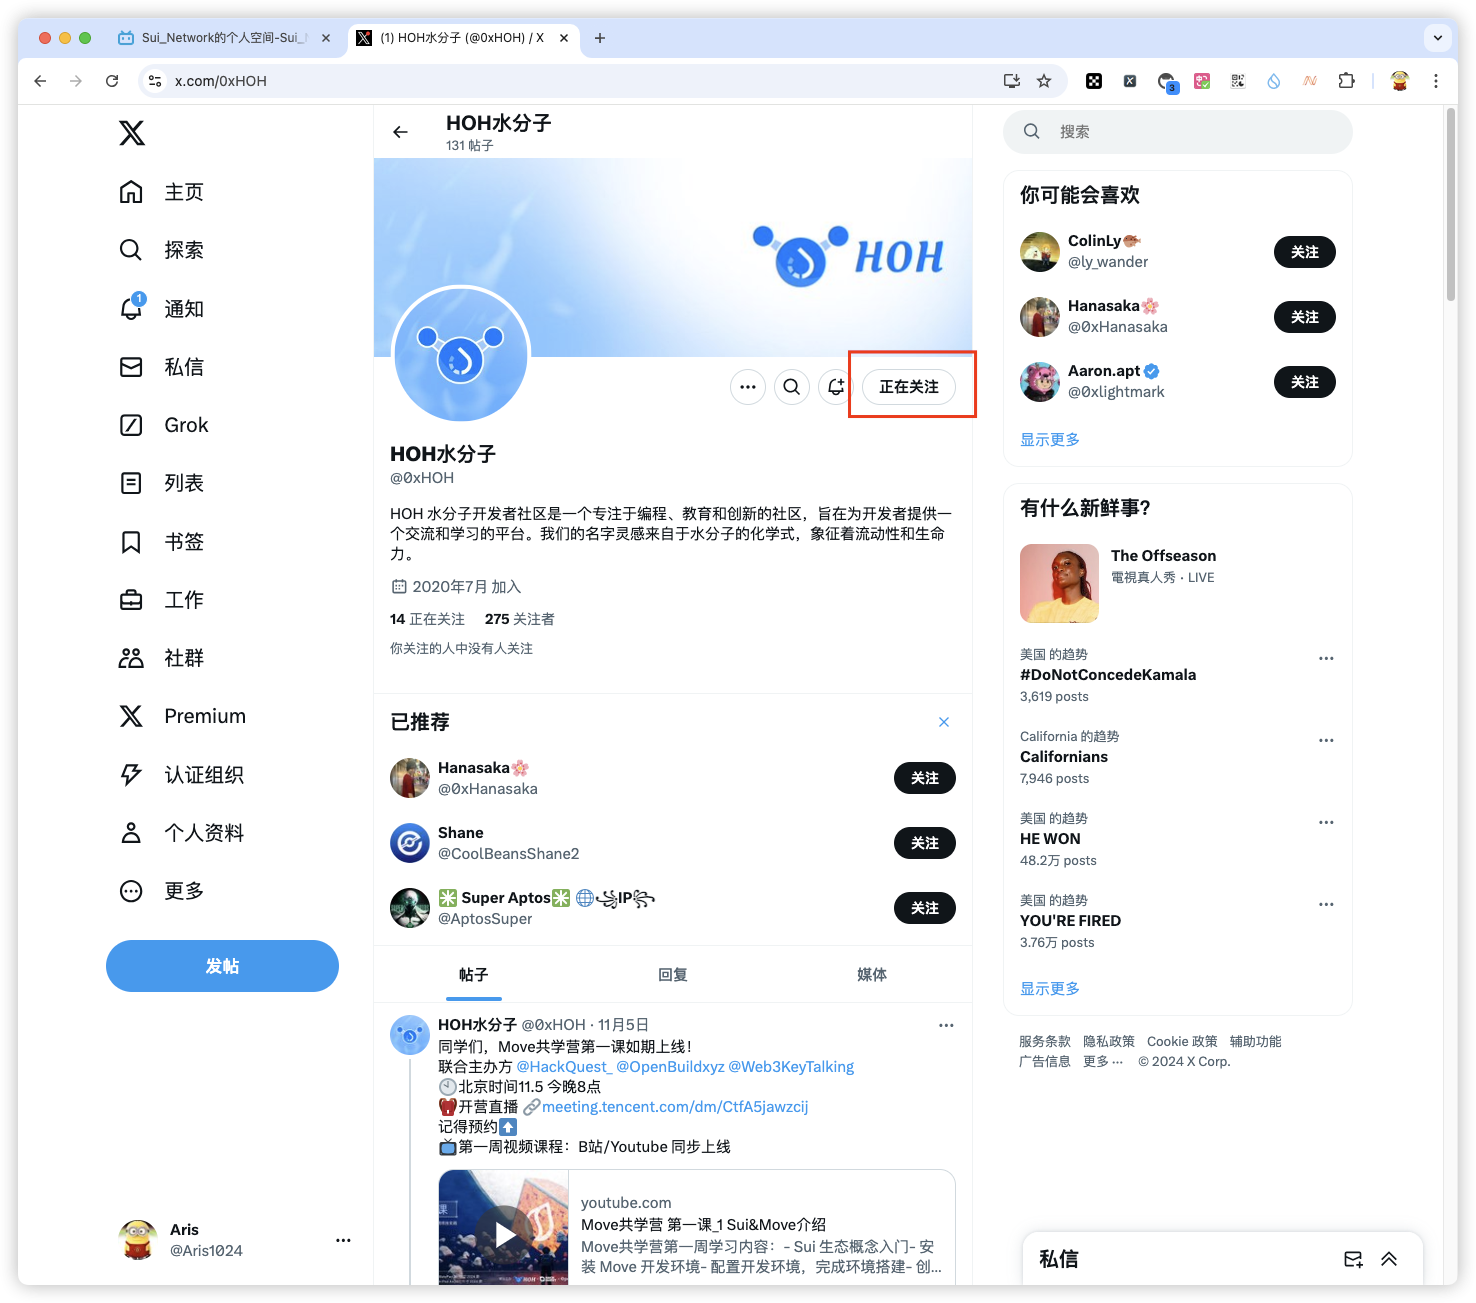 Sui_Network的个人空间-Sui_
(1) HOH水分子 (@0xHOH) / X
x.com/0xHOH
3
主页
探索
1
通知
私信
Grok
列表
书签
工作
社群
Premium
认证组织
个人资料
更多
发帖
Aris
@Aris1024
HOH水分子
131 帖子
HOH
正在关注
HOH水分子
@0xHOH
HOH 水分子开发者社区是一个专注于编程、教育和创新的社区，旨在为开发者提供一
个交流和学习的平台。我们的名字灵感来自于水分子的化学式，象征着流动性和生命
力。
2020年7月 加入
14 正在关注 275 关注者
你关注的人中没有人关注
已推荐
Hanasaka🌸
@0xHanasaka
关注
Shane
@CoolBeansShane2
关注
❇️ Super Aptos❇️ 🌐꧁IP꧂
@AptosSuper
关注
帖子 回复 媒体
HOH水分子 @0xHOH · 11月5日
同学们，Move共学营第一课如期上线！
联合主办方 @HackQuest_ @OpenBuildxyz @Web3KeyTalking
🕙北京时间11.5 今晚8点
开营直播 🔗meeting.tencent.com/dm/CtfA5jawzcij
记得预约⬆️
📺第一周视频课程：B站/Youtube 同步上线
youtube.com
Move共学营 第一课_1 Sui&Move介绍
Move共学营第一周学习内容：- Sui 生态概念入门- 安
装 Move 开发环境- 配置开发环境，完成环境搭建- 创...
HOH
搜索
你可能会喜欢
ColinLy🐡
@ly_wander
关注
Hanasaka🌸
@0xHanasaka
关注
Aaron.apt
@0xlightmark
关注
显示更多
有什么新鲜事？
The Offseason
電視真人秀 · LIVE
美国 的趋势
#DoNotConcedeKamala
3,619 posts
California 的趋势
Californians
7,946 posts
美国 的趋势
HE WON
48.2万 posts
美国 的趋势
YOU'RE FIRED
3.76万 posts
显示更多
服务条款 隐私政策 Cookie 政策 辅助功能
广告信息 更多 ··· © 2024 X Corp.
私信